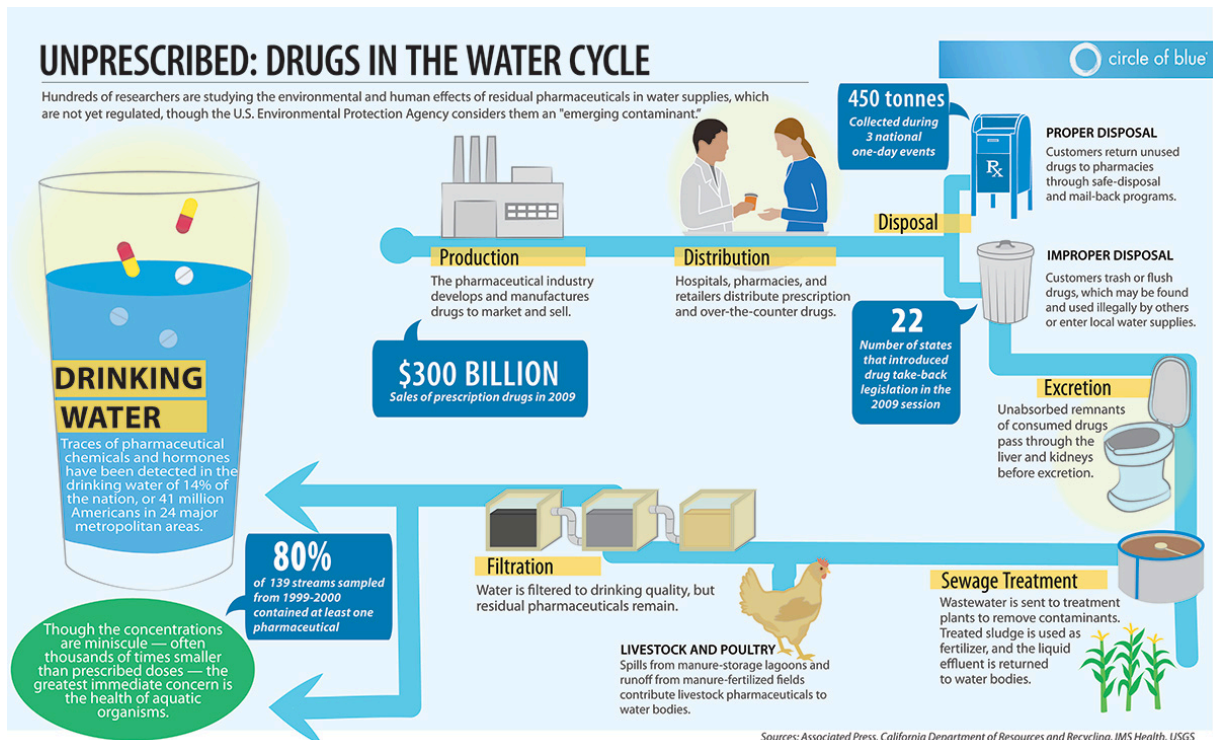 UNPRESCRIBED: DRUGS IN THE WATER CYCLE
circle of blue
Hundreds of researchers are studying the environmental and human effects of residual pharmaceuticals in water supplies, which
are not yet regulated, though the U.S. Environmental Protection Agency considers them an "emerging contaminant."
450 tonnes
Collected during
3 national
one-day events
Rx
PROPER DISPOSAL
Customers return unused
drugs to pharmacies
through safe-disposal
and mail-back programs.
Disposal
Production
The pharmaceutical industry
develops and manufactures
drugs to market and sell.
$300 BILLION
Sales of prescription drugs in 2009
Distribution
Hospitals, pharmacies, and
retailers distribute prescription
and over-the-counter drugs.
IMPROPER DISPOSAL
Customers trash or flush
drugs, which may be found
and used illegally by others
or enter local water supplies.
22
Number of states
that introduced
drug take-back
legislation in the
2009 session
Excretion
Unabsorbed remnants
of consumed drugs
pass through the
liver and kidneys
before excretion.
DRINKING
WATER
Traces of pharmaceutical
chemicals and hormones
have been detected in the
drinking water of 14% of
the nation, or 41 million
Americans in 24 major
metropolitan areas.
80%
of 139 streams sampled
from 1999-2000
contained at least one
pharmaceutical
Filtration
Water is filtered to drinking quality, but
residual pharmaceuticals remain.
LIVESTOCK AND POULTRY
Spills from manure-storage lagoons and
runoff from manure-fertilized fields
contribute livestock pharmaceuticals to
water bodies.
Sewage Treatment
Wastewater is sent to treatment
plants to remove contaminants.
Treated sludge is used as
fertilizer, and the liquid
effluent is returned
to water bodies.
Though the concentrations
are miniscule — often
thousands of times smaller
than prescribed doses — the
greatest immediate concern is
the health of aquatic
organisms.
Sources: Associated Press, California Department of Resources and Recycling, IMS Health, USGS